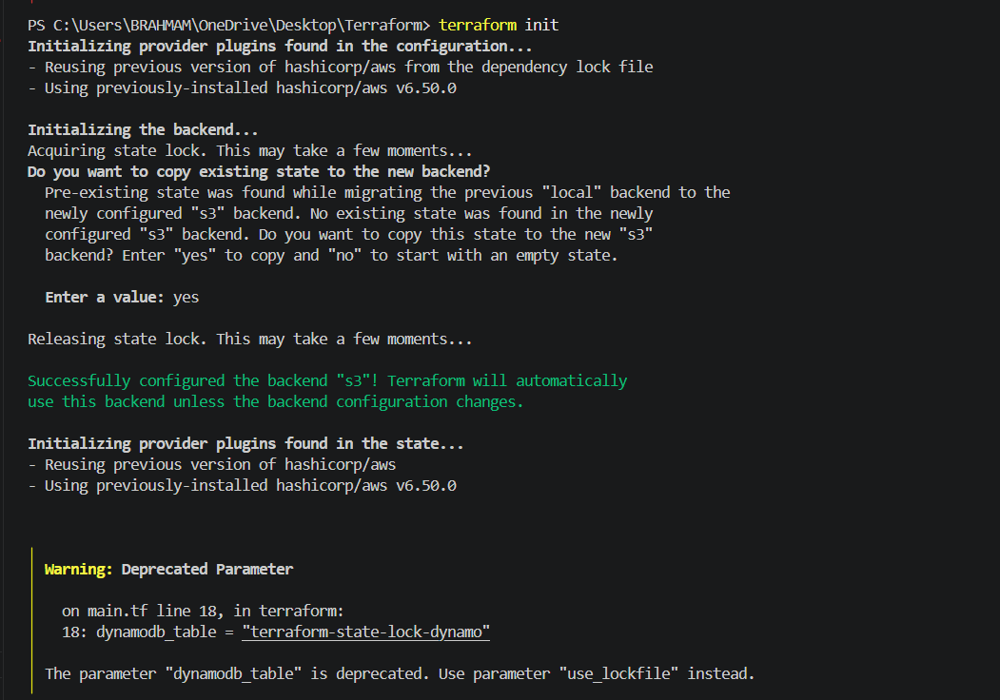 PS C:\Users\BRAHMAM\OneDrive\Desktop\Terraform> terraform init
Initializing provider plugins found in the configuration...
- Reusing previous version of hashicorp/aws from the dependency lock file
- Using previously-installed hashicorp/aws v6.50.0
Initializing the backend...
Acquiring state lock. This may take a few moments...
Do you want to copy existing state to the new backend?
Pre-existing state was found while migrating the previous "local" backend to the
newly configured "s3" backend. No existing state was found in the newly
configured "s3" backend. Do you want to copy this state to the new "s3"
backend? Enter "yes" to copy and "no" to start with an empty state.
Enter a value: yes
Releasing state lock. This may take a few moments...
Successfully configured the backend "s3"! Terraform will automatically
use this backend unless the backend configuration changes.
Initializing provider plugins found in the state...
- Reusing previous version of hashicorp/aws
- Using previously-installed hashicorp/aws v6.50.0
Warning: Deprecated Parameter
on main.tf line 18, in terraform:
18: dynamodb_table = "terraform-state-lock-dynamo"
The parameter "dynamodb_table" is deprecated. Use parameter "use_lockfile" instead.